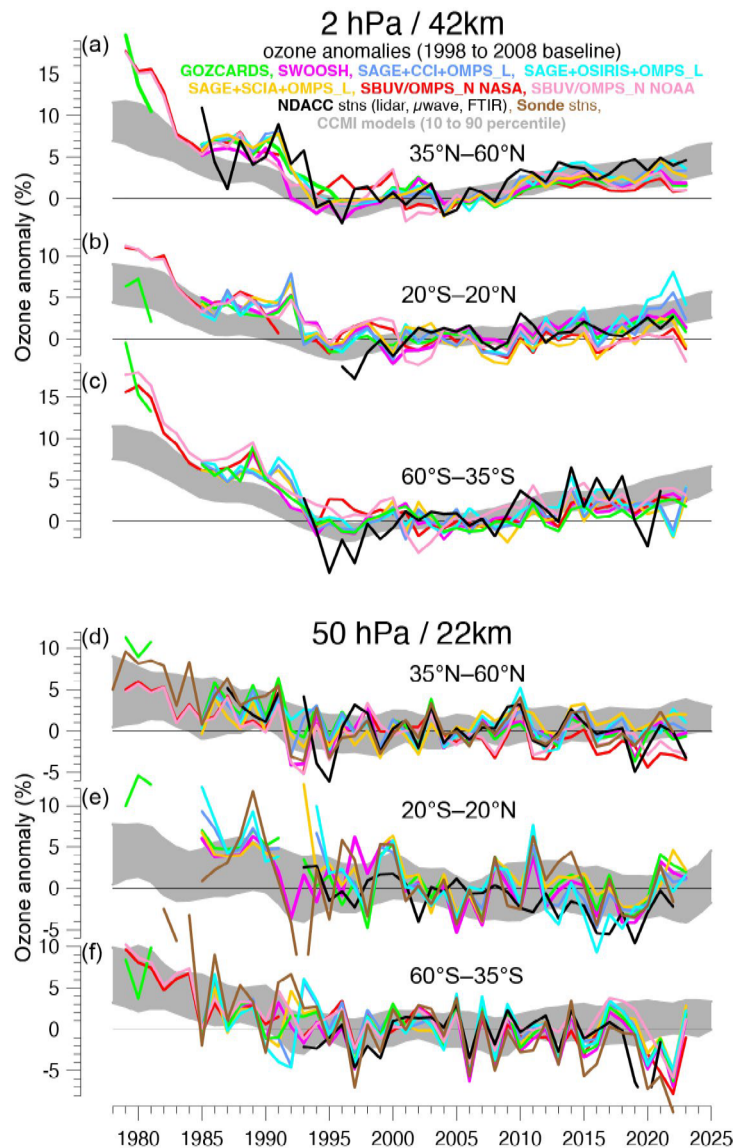 2 hPa / 42km
(a)
ozone anomalies (1998 to 2008 baseline)
GOZCARDS, SWOOSH, SAGE+CCI+OMPS_L, SAGE+OSIRIS+OMPS_L
SAGE+SCIA+OMPS_L, SBUV/OMPS_N NASA, SBUV/OMPS_N NOAA
NDACC stns (lidar, µwave, FTIR), Sonde stns,
CCMI models (10 to 90 percentile)
35°N–60°N
15
10
5
0
(b)
20°S–20°N
10
5
0
Ozone anomaly (%)
(c)
60°S–35°S
15
10
5
0
50 hPa / 22km
(d)
35°N–60°N
10
5
0
-5
(e)
20°S–20°N
10
5
0
-5
Ozone anomaly (%)
(f)
60°S–35°S
10
5
0
-5
1980 1985 1990 1995 2000 2005 2010 2015 2020 2025